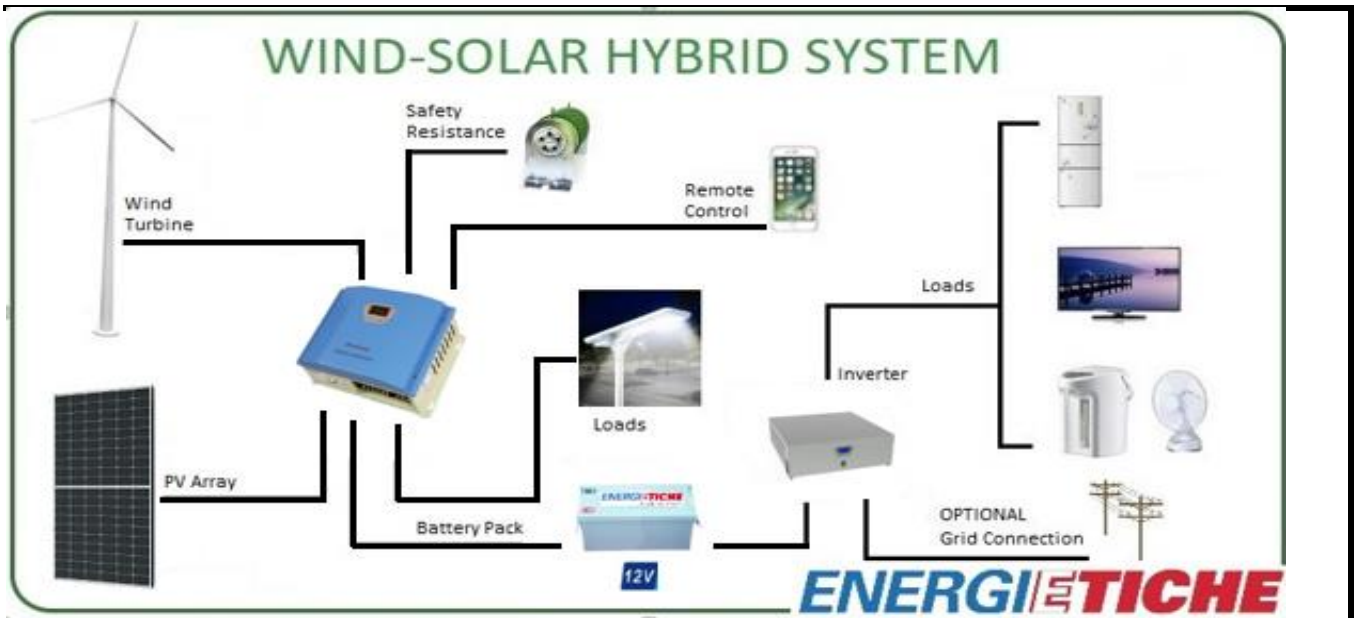 WIND-SOLAR HYBRID SYSTEM
Safety
Resistance
Remote
Control
Wind
Turbine
Loads
Inverter
Loads
PV Array
ENERGIETICHE
Battery Pack
12V
OPTIONAL
Grid Connection
ENERGIETICHE